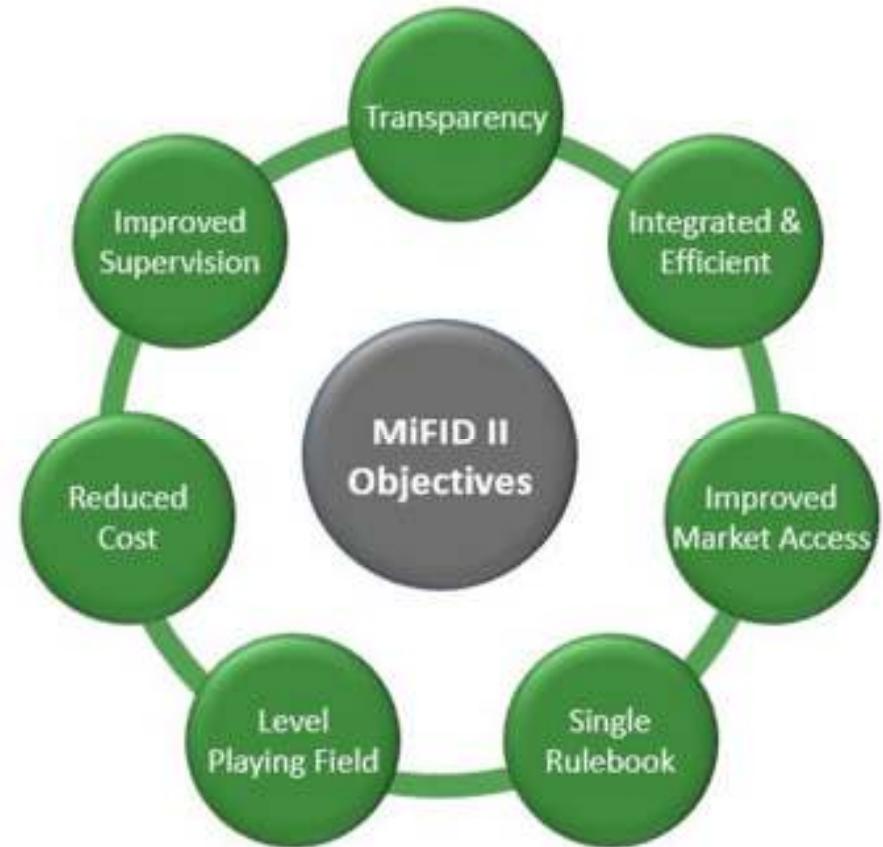 Transparency
Integrated &
Efficient
Improved
Market Access
Single
Rulebook
Level
Playing Field
Reduced
Cost
Improved
Supervision
MiFID II
Objectives